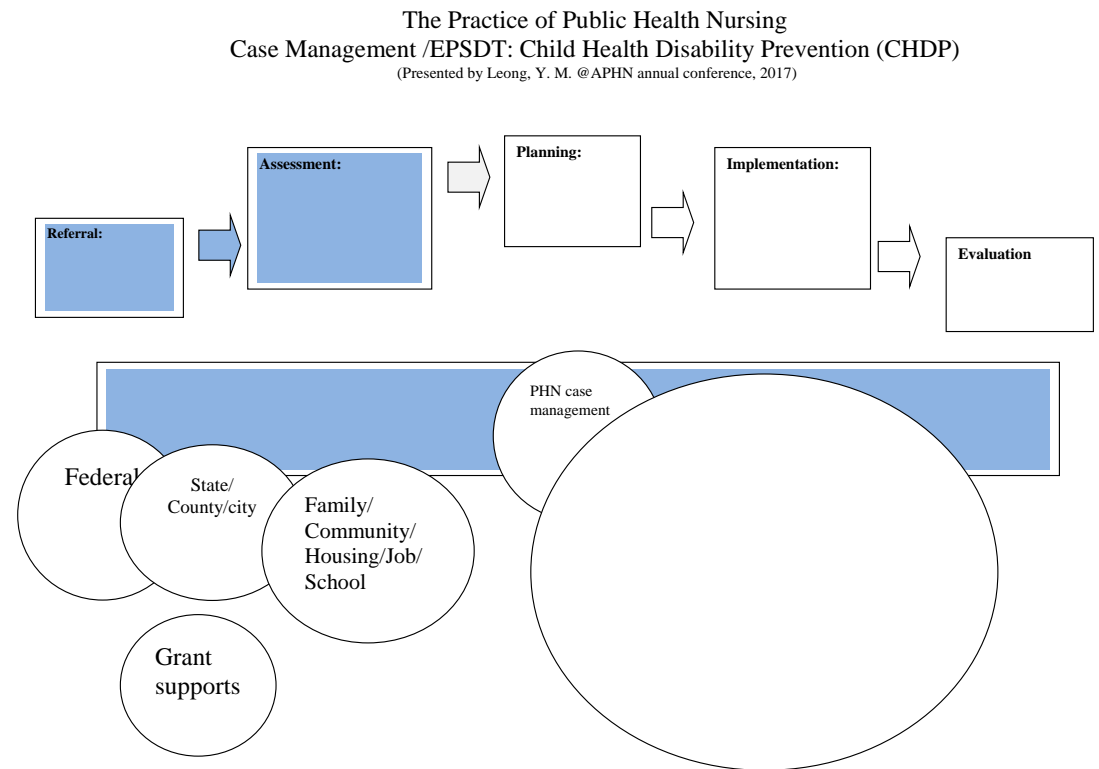 The Practice of Public Health Nursing
Case Management /EPSDT: Child Health Disability Prevention (CHDP)
(Presented by Leong, Y. M. @APHN annual conference, 2017)
Referral:
Assessment:
Planning:
Implementation:
Evaluation
PHN case
management
Federal
State/
County/city
Family/
Community/
Housing/Job/
School
Grant
supports